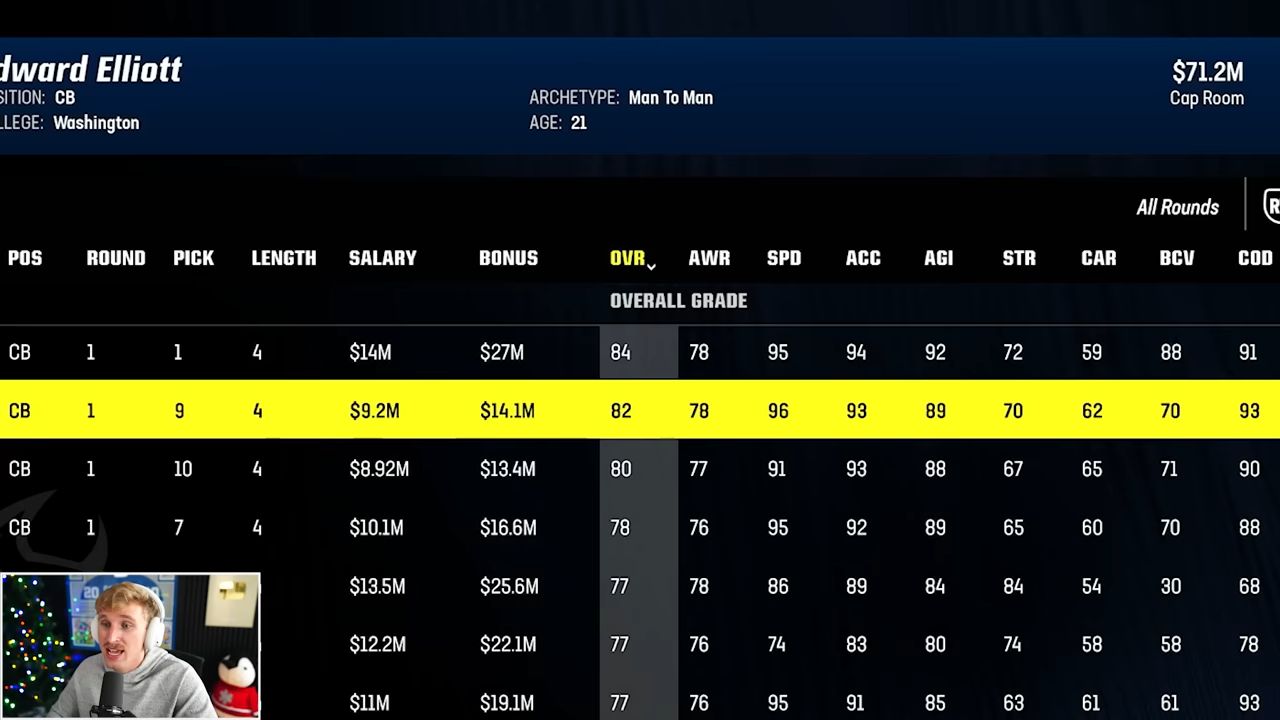 dward Elliott
SITION: CB
LLEGE: Washington
ARCHETYPE: Man To Man
AGE: 21
$71.2M
Cap Room
All Rounds
R
POS ROUND PICK LENGTH SALARY BONUS OVR AWR SPD ACC AGI STR CAR BCV COD
OVERALL GRADE
CB 1 1 4 $14M $27M 84 78 95 94 92 72 59 88 91
CB 1 9 4 $9.2M $14.1M 82 78 96 93 89 70 62 70 93
CB 1 10 4 $8.92M $13.4M 80 77 91 93 88 67 65 71 90
CB 1 7 4 $10.1M $16.6M 78 76 95 92 89 65 60 70 88
$13.5M $25.6M 77 78 86 89 84 84 54 30 68
$12.2M $22.1M 77 76 74 83 80 74 58 58 78
$11M $19.1M 77 76 95 91 85 63 61 61 93